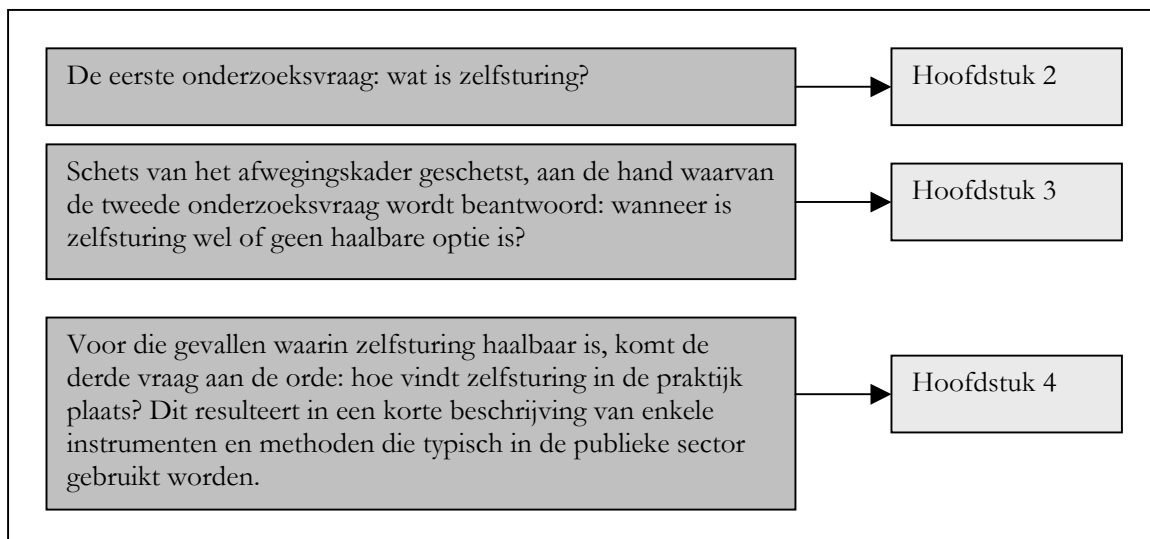 De eerste onderzoeksvraag: wat is zelfsturing?
Hoofdstuk 2
Schets van het afwegingskader geschetst, aan de hand waarvan
de tweede onderzoeksvraag wordt beantwoord: wanneer is
zelfsturing wel of geen haalbare optie is?
Hoofdstuk 3
Voor die gevallen waarin zelfsturing haalbaar is, komt de
derde vraag aan de orde: hoe vindt zelfsturing in de praktijk
plaats? Dit resulteert in een korte beschrijving van enkele
instrumenten en methoden die typisch in de publieke sector
gebruikt worden.
Hoofdstuk 4